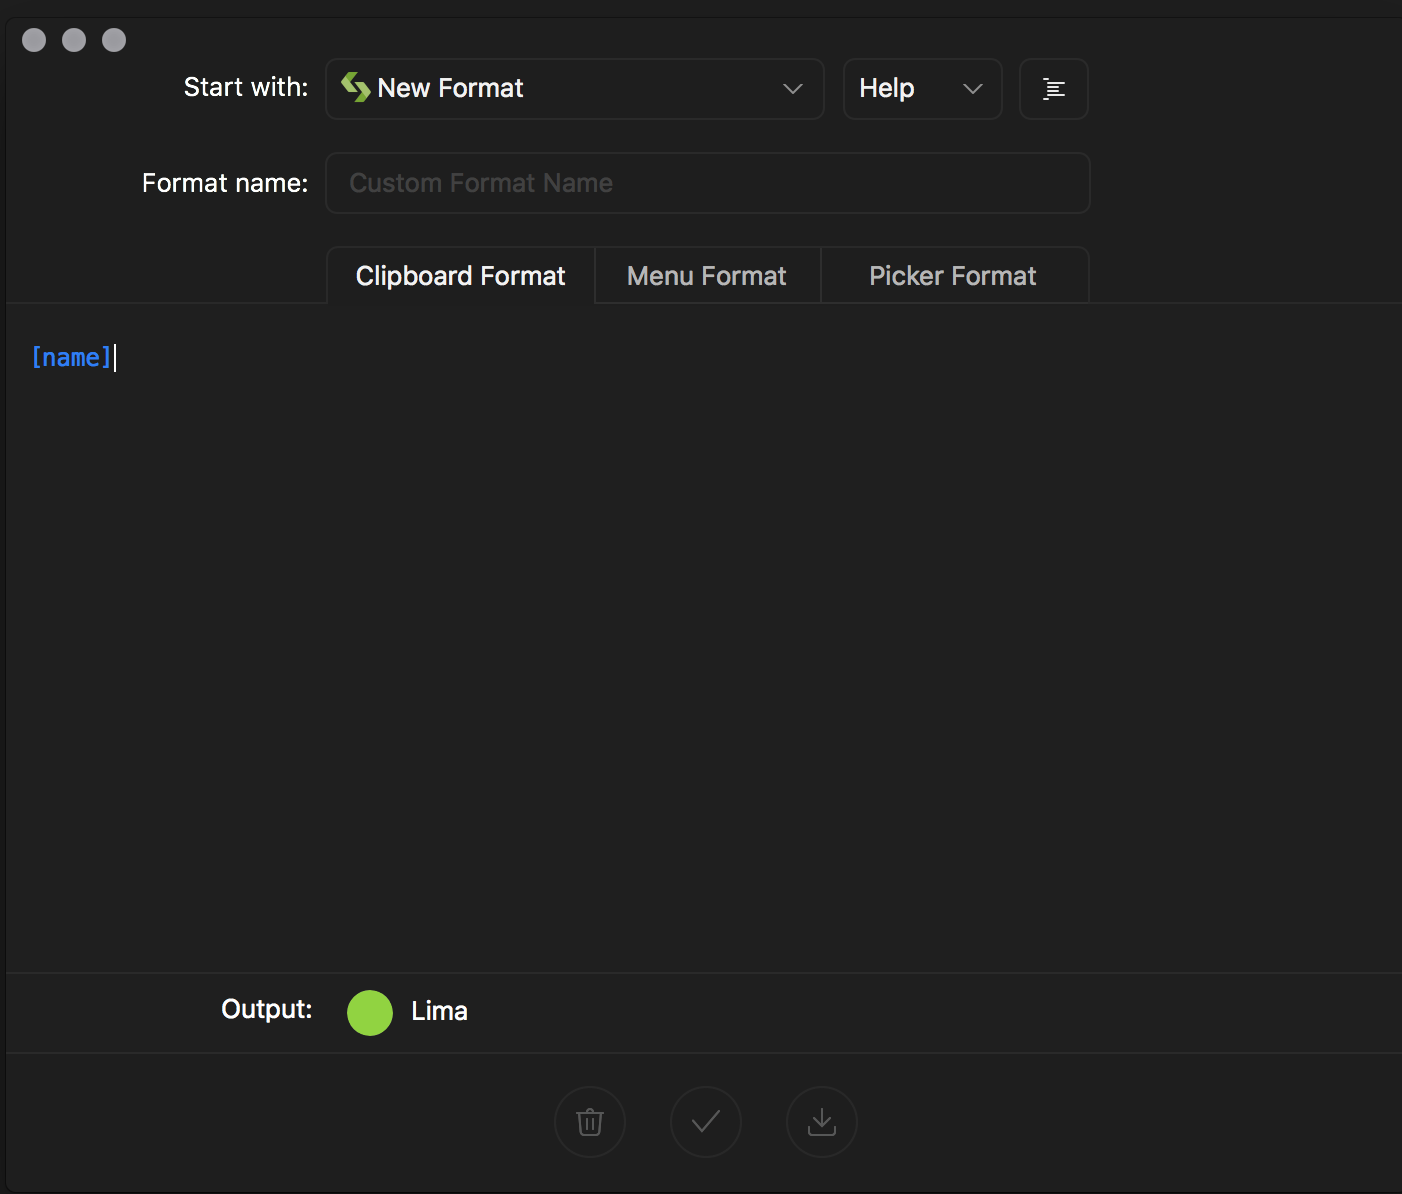 Start with: New Format Help
Format name: Custom Format Name
Clipboard Format Menu Format Picker Format
[name]
Output: Lima